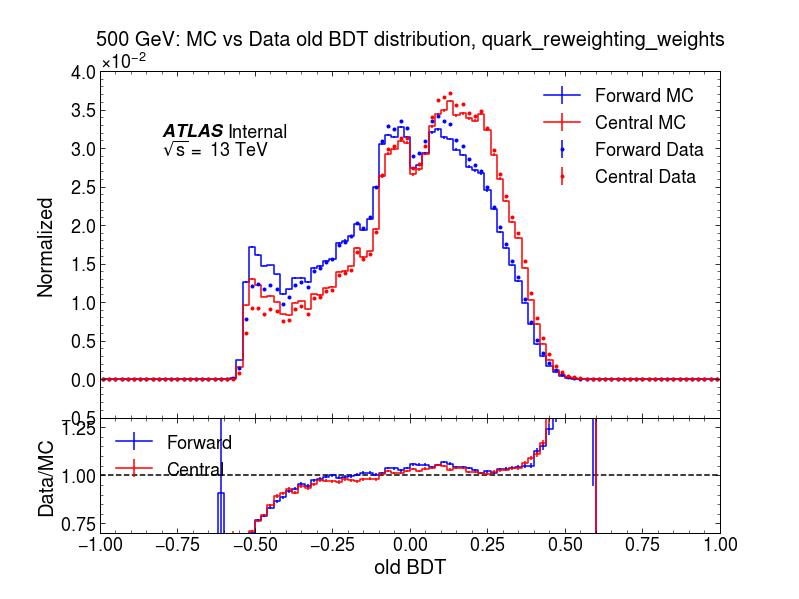 500 GeV: MC vs Data old BDT distribution, quark_reweighting_weights
×10⁻²
4.0
3.5
3.0
2.5
2.0
1.5
1.0
0.5
0.0
−0.5
Normalized
ATLAS Internal
√s = 13 TeV
Forward MC
Central MC
Forward Data
Central Data
1.25
1.00
0.75
Data/MC
Forward
Central
−1.00 −0.75 −0.50 −0.25 0.00 0.25 0.50 0.75 1.00
old BDT